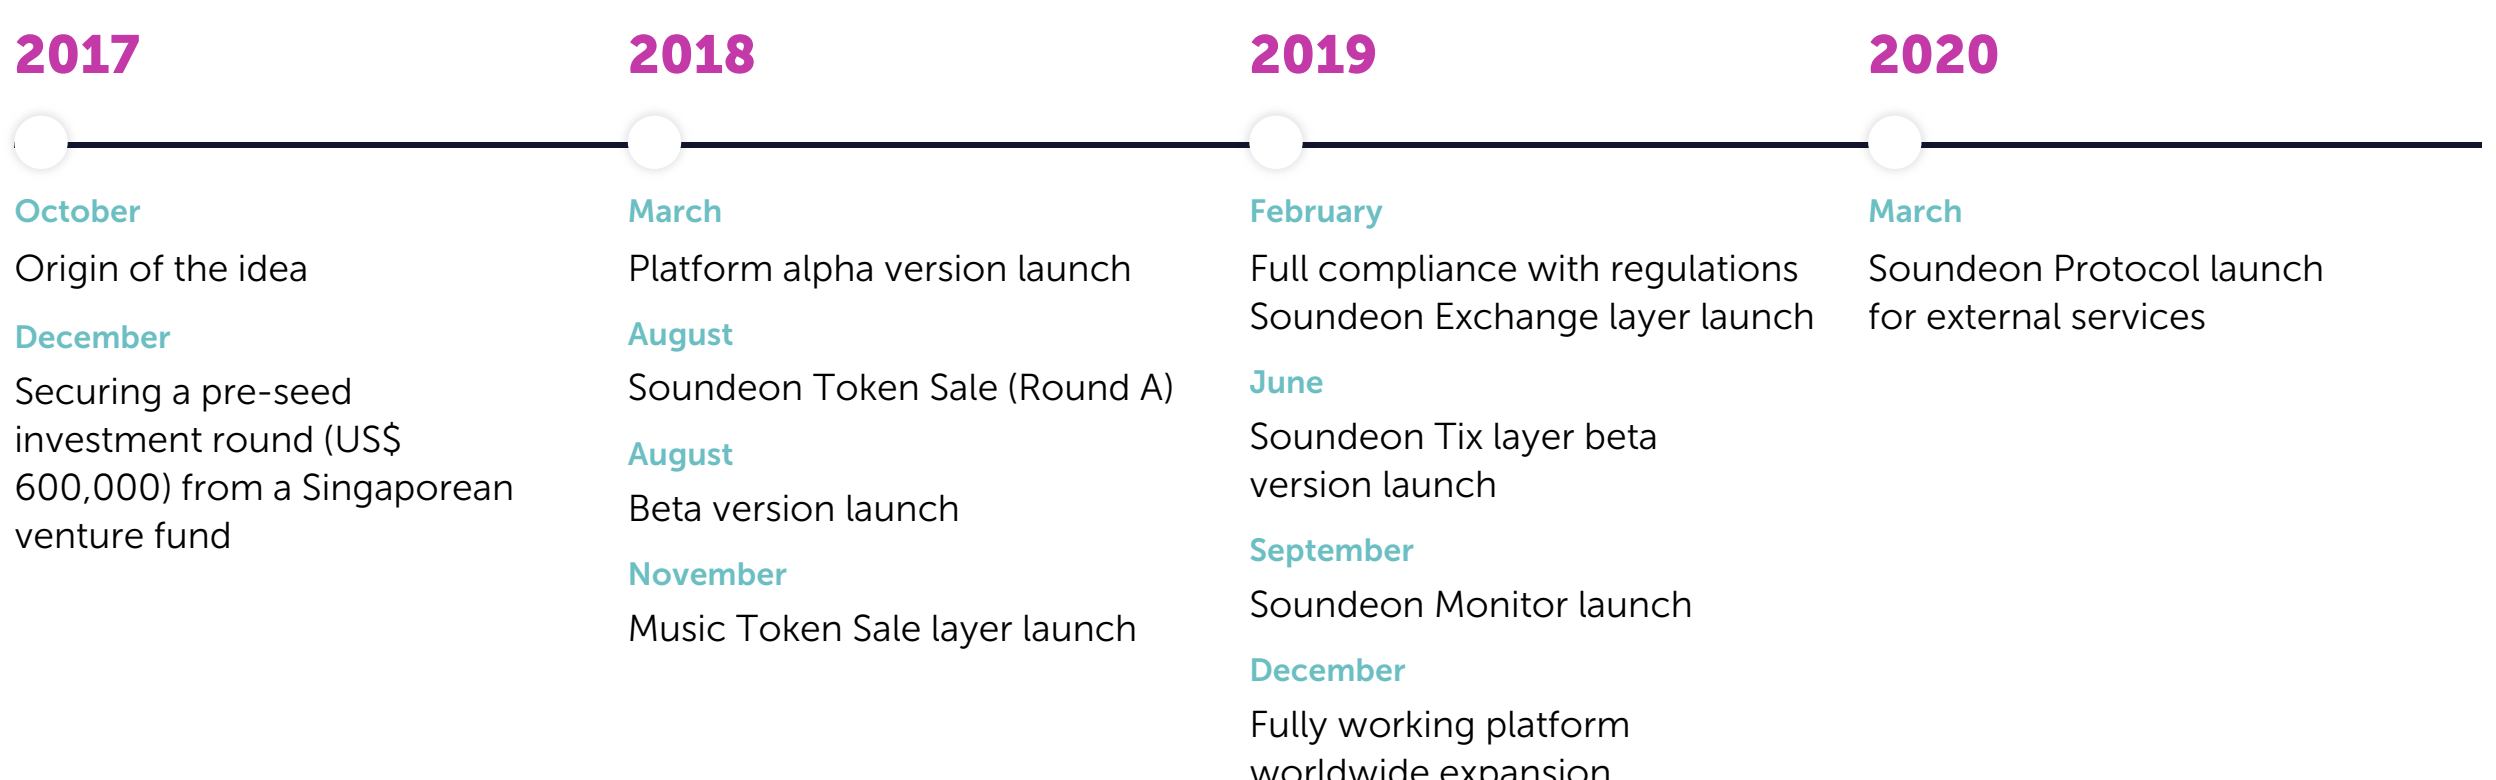 2017
October
Origin of the idea
December
Securing a pre-seed
investment round (US$
600,000) from a Singaporean
venture fund
2018
March
Platform alpha version launch
August
Soundeon Token Sale (Round A)
August
Beta version launch
November
Music Token Sale layer launch
2019
February
Full compliance with regulations
Soundeon Exchange layer launch
June
Soundeon Tix layer beta
version launch
September
Soundeon Monitor launch
December
Fully working platform
worldwide expansion
2020
March
Soundeon Protocol launch
for external services